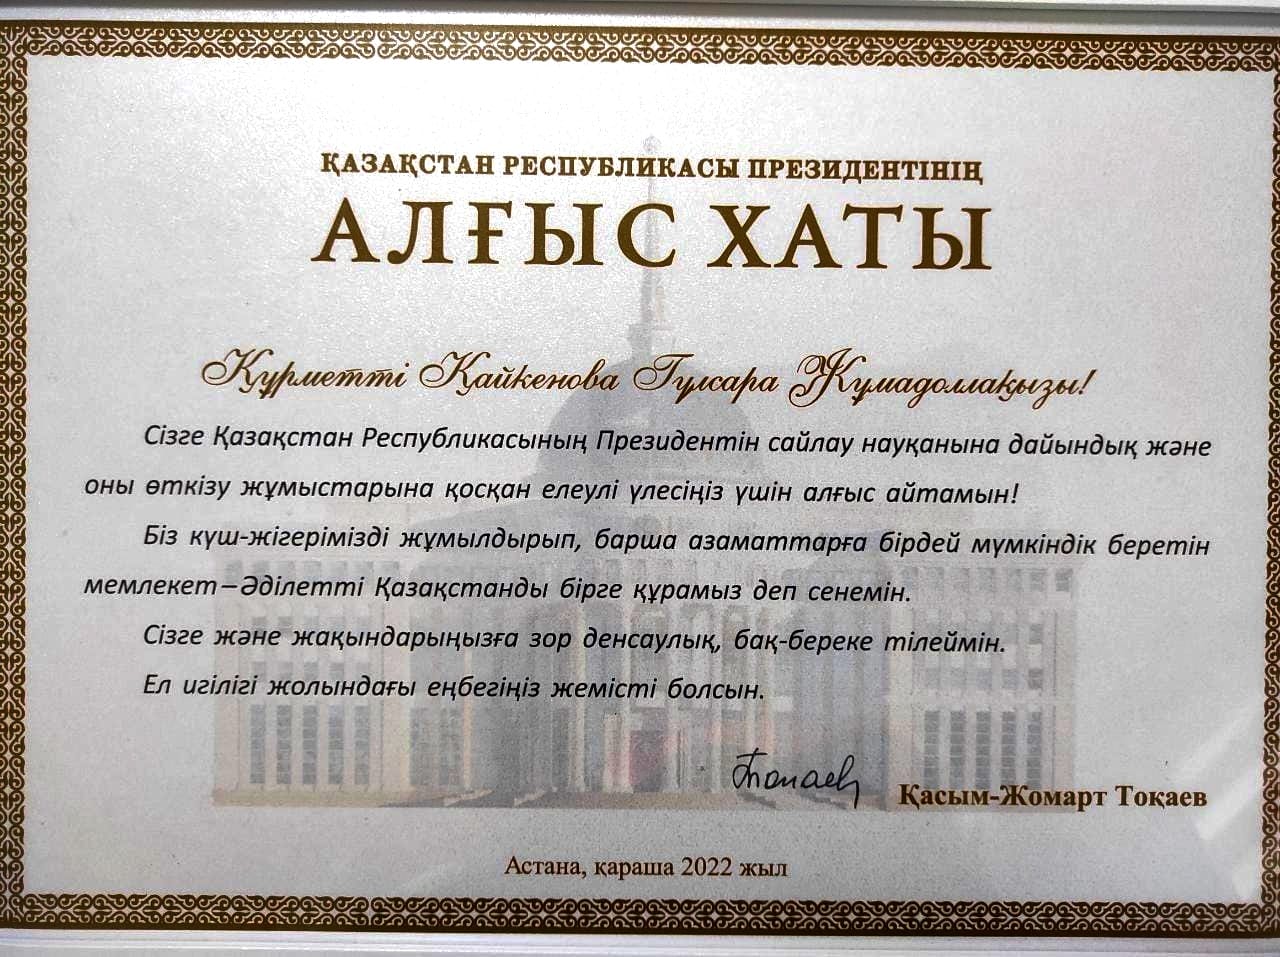 ҚАЗАҚСТАН РЕСПУБЛИКАСЫ ПРЕЗИДЕНТІНІҢ
АЛҒЫС ХАТЫ
Құрметті Қайкенова Гүлсара Жұмадоллақызы!
Сізге Қазақстан Республикасының Президентін сайлау науқанына дайындық және
оны өткізу жұмыстарына қосқан елеулі үлесіңіз үшін алғыс айтамын!
Біз күш-жігерімізді жұмылдырып, барша азаматтарға бірдей мүмкіндік беретін
мемлекет – Әділетті Қазақстанды бірге құрамыз деп сенемін.
Сізге және жақындарыңызға зор денсаулық, бақ-береке тілеймін.
Ел игілігі жолындағы еңбегіңіз жемісті болсын.
Тоқаев
Қасым-Жомарт Тоқаев
Астана, қараша 2022 жыл